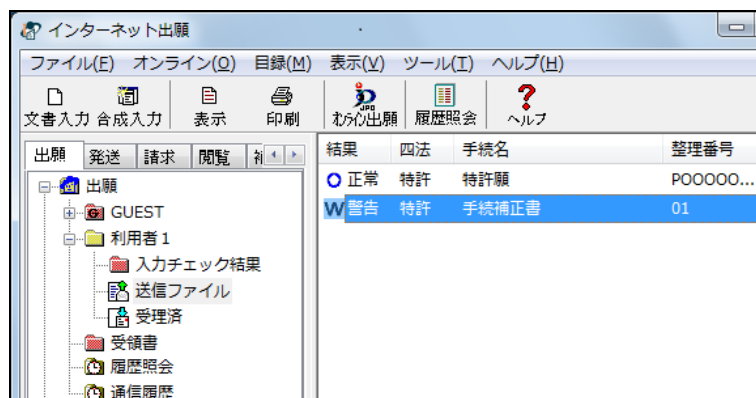 インターネット出願
ファイル(F) オンライン(O) 目録(M) 表示(V) ツール(T) ヘルプ(H)
文書入力 合成入力 表示 印刷 JPO ｵﾝﾗｲﾝ出願 履歴照会 ヘルプ
出願 発送 請求 閲覧
結果 四法 手続名 整理番号
正常 特許 特許願 P00000...
W 警告 特許 手続補正書 01
出願
GUEST
利用者1
入力チェック結果
送信ファイル
受理済
受領書
履歴照会
通信履歴